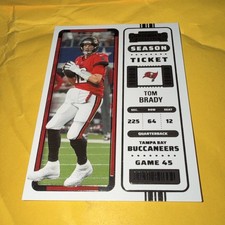 SEASON
TICKET
TOM
BRADY
225
64
12
QUARTERBACK
TAMPA BAY
BUCCANEERS
GAME 45